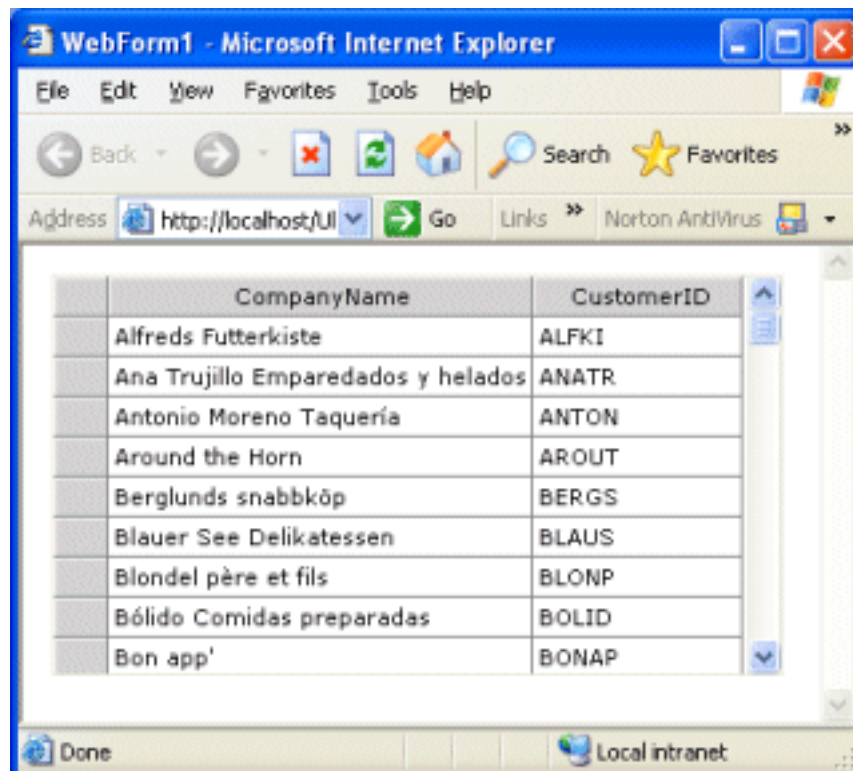 WebForm1 - Microsoft Internet Explorer
File Edit View Favorites Tools Help
Back Search Favorites »
Address http://localhost/UI Go Links » Norton AntiVirus
CompanyName CustomerID
Alfreds Futterkiste ALFKI
Ana Trujillo Emparedados y helados ANATR
Antonio Moreno Taquería ANTON
Around the Horn AROUT
Berglunds snabbköp BERGS
Blauer See Delikatessen BLAUS
Blondel père et fils BLONP
Bólido Comidas preparadas BOLID
Bon app' BONAP
Done Local intranet